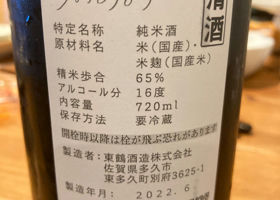 清酒
特定名称 純米酒
原材料名 米(国産)・
米麹(国産米)
精米歩合 65%
アルコール分 16度
内容量 720ml
保存方法 要冷蔵
開栓時以降は栓が飛ぶ恐れがあります
製造者:東鶴酒造株式会社
佐賀県多久市
東多久町別府3625-1
製造年月: 2022.6